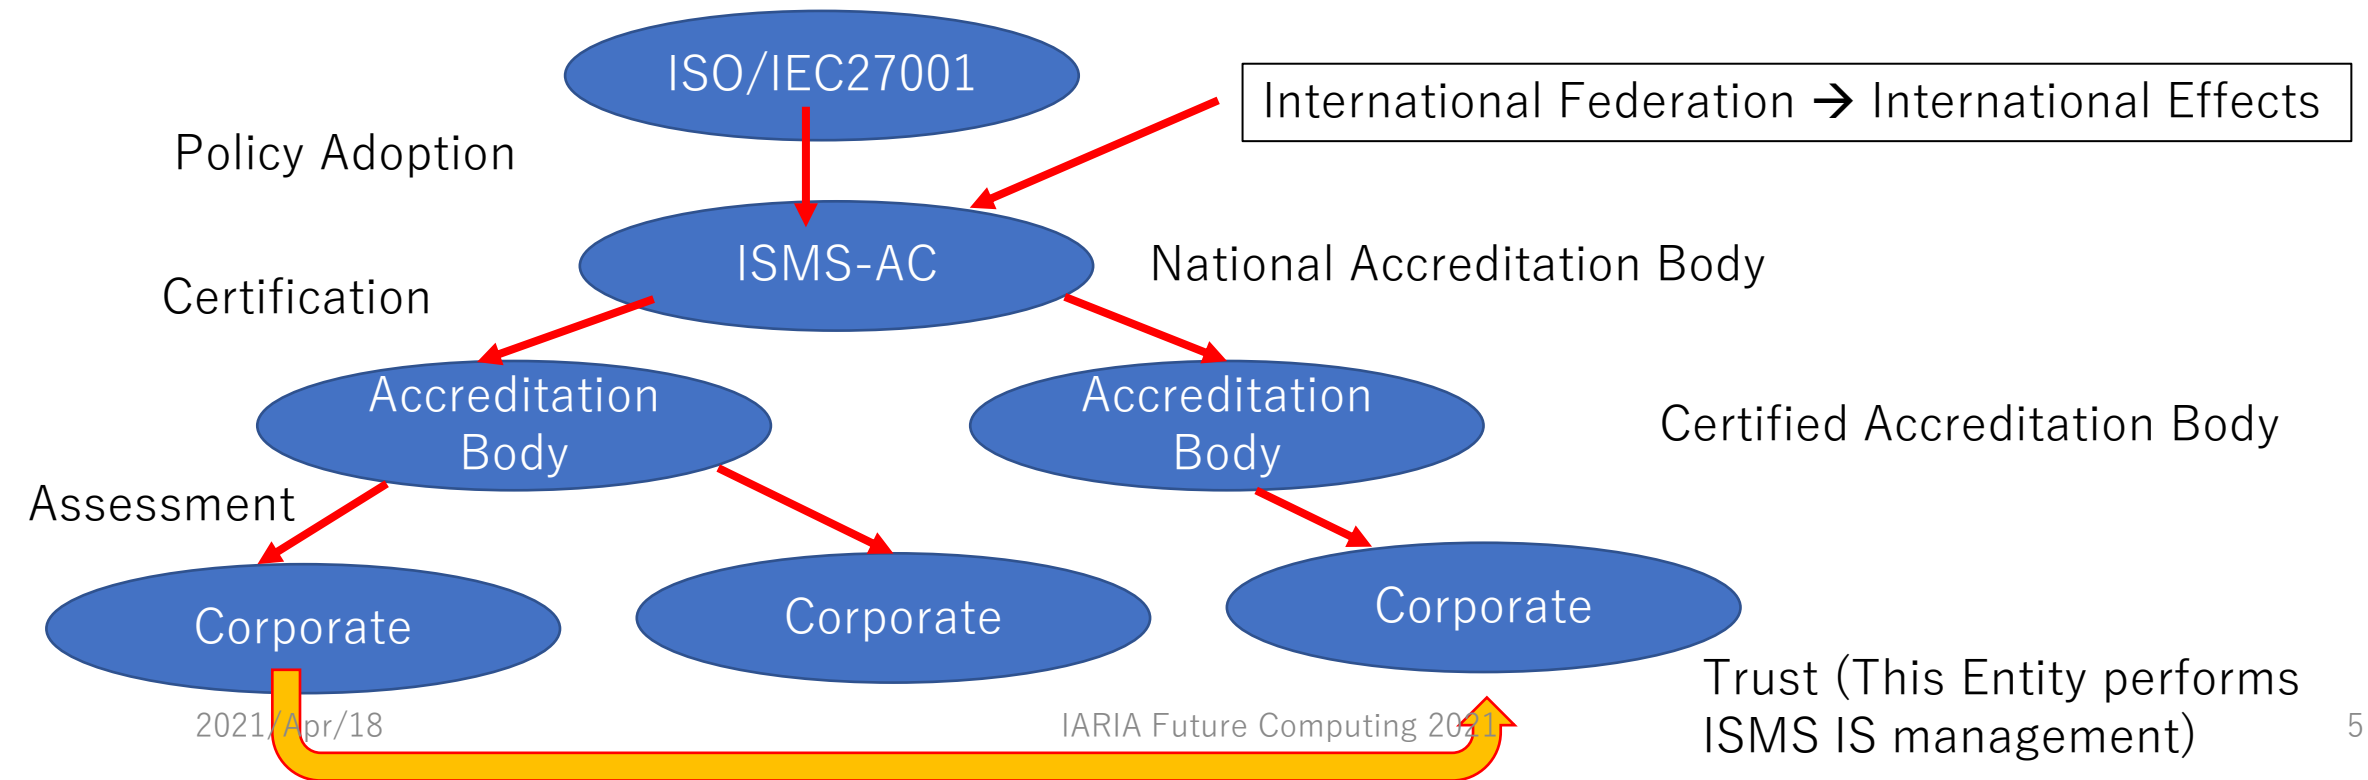 ISO/IEC27001
International Federation → International Effects
Policy Adoption
ISMS-AC
National Accreditation Body
Certification
Accreditation
Body
Accreditation
Body
Certified Accreditation Body
Assessment
Corporate
Corporate
Corporate
Trust (This Entity performs
ISMS IS management)
2021/Apr/18
IARIA Future Computing 2021
5